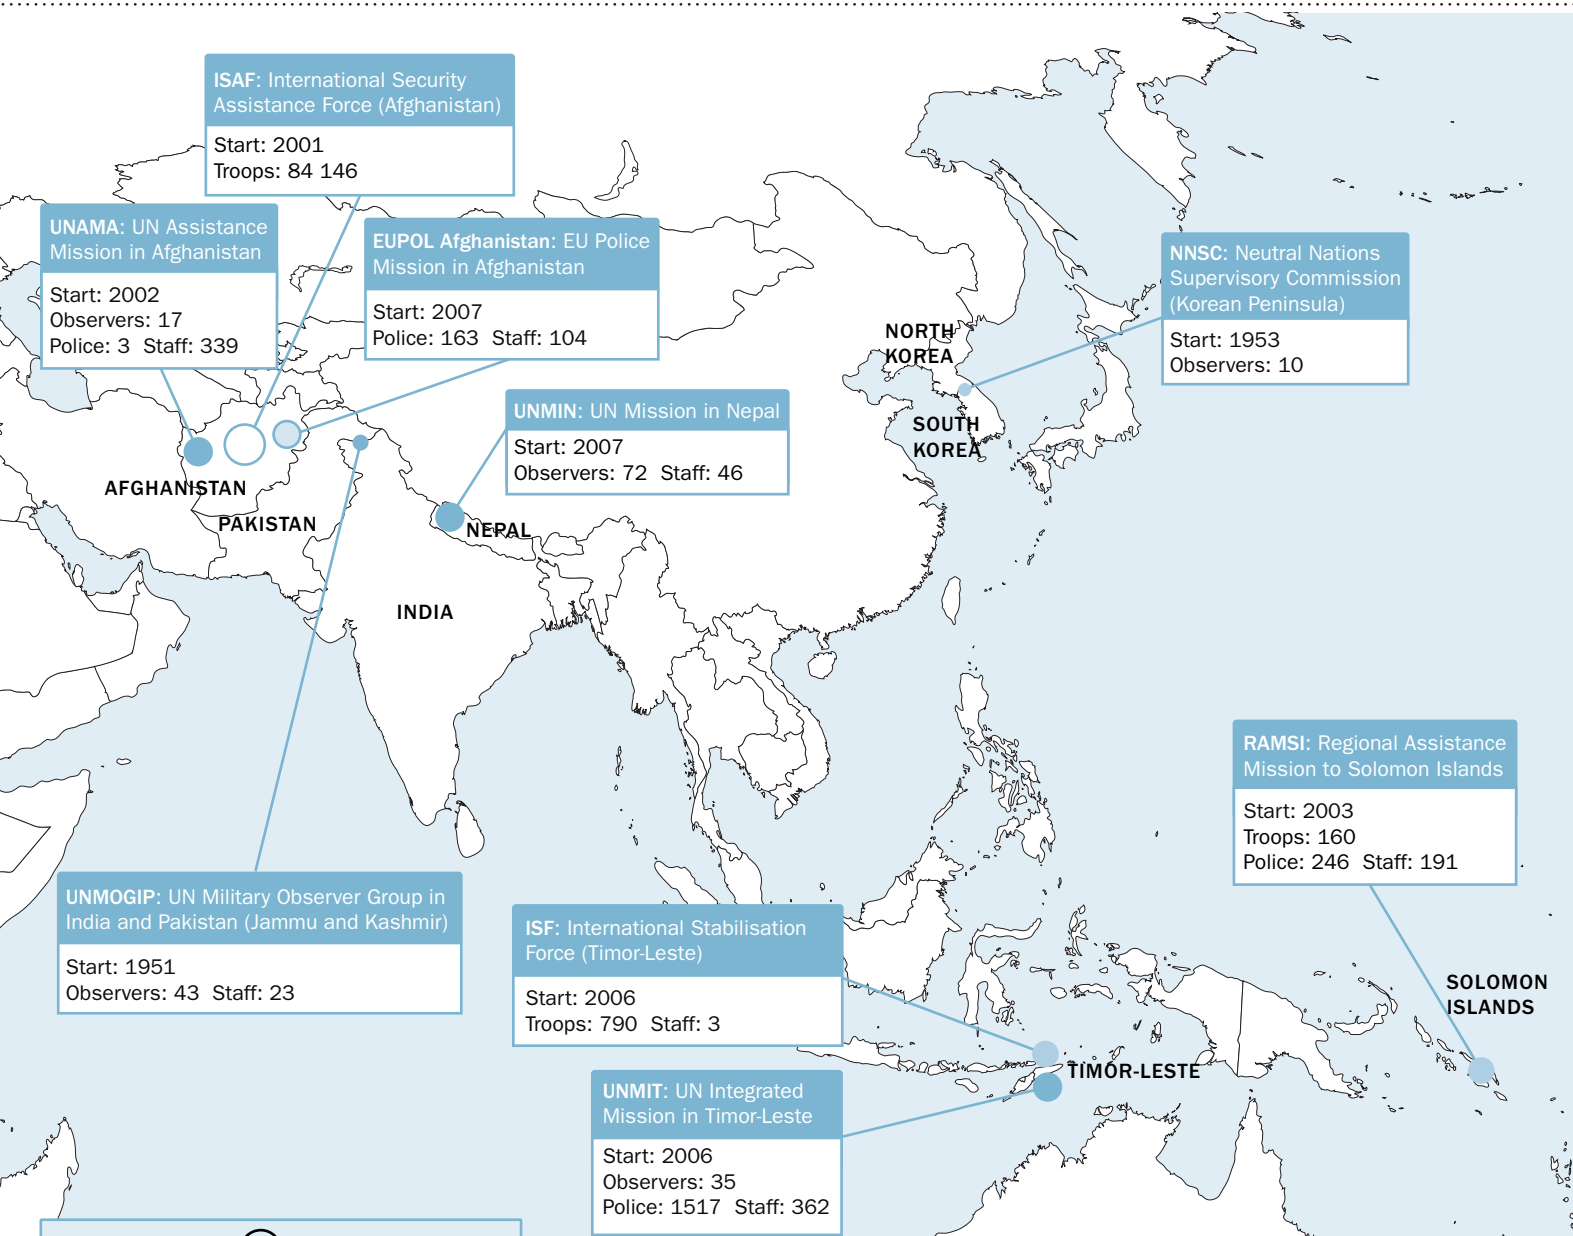 ISAF: International Security
Assistance Force (Afghanistan)
Start: 2001
Troops: 84 146
UNAMA: UN Assistance
Mission in Afghanistan
Start: 2002
Observers: 17
Police: 3 Staff: 339
EUPOL Afghanistan: EU Police
Mission in Afghanistan
Start: 2007
Police: 163 Staff: 104
NNSC: Neutral Nations
Supervisory Commission
(Korean Peninsula)
Start: 1953
Observers: 10
NORTH
KOREA
SOUTH
KOREA
UNMIN: UN Mission in Nepal
Start: 2007
Observers: 72 Staff: 46
AFGHANISTAN
PAKISTAN
NEPAL
INDIA
RAMSI: Regional Assistance
Mission to Solomon Islands
Start: 2003
Troops: 160
Police: 246 Staff: 191
UNMOGIP: UN Military Observer Group in
India and Pakistan (Jammu and Kashmir)
Start: 1951
Observers: 43 Staff: 23
ISF: International Stabilisation
Force (Timor-Leste)
Start: 2006
Troops: 790 Staff: 3
SOLOMON
ISLANDS
TIMOR-LESTE
UNMIT: UN Integrated
Mission in Timor-Leste
Start: 2006
Observers: 35
Police: 1517 Staff: 362